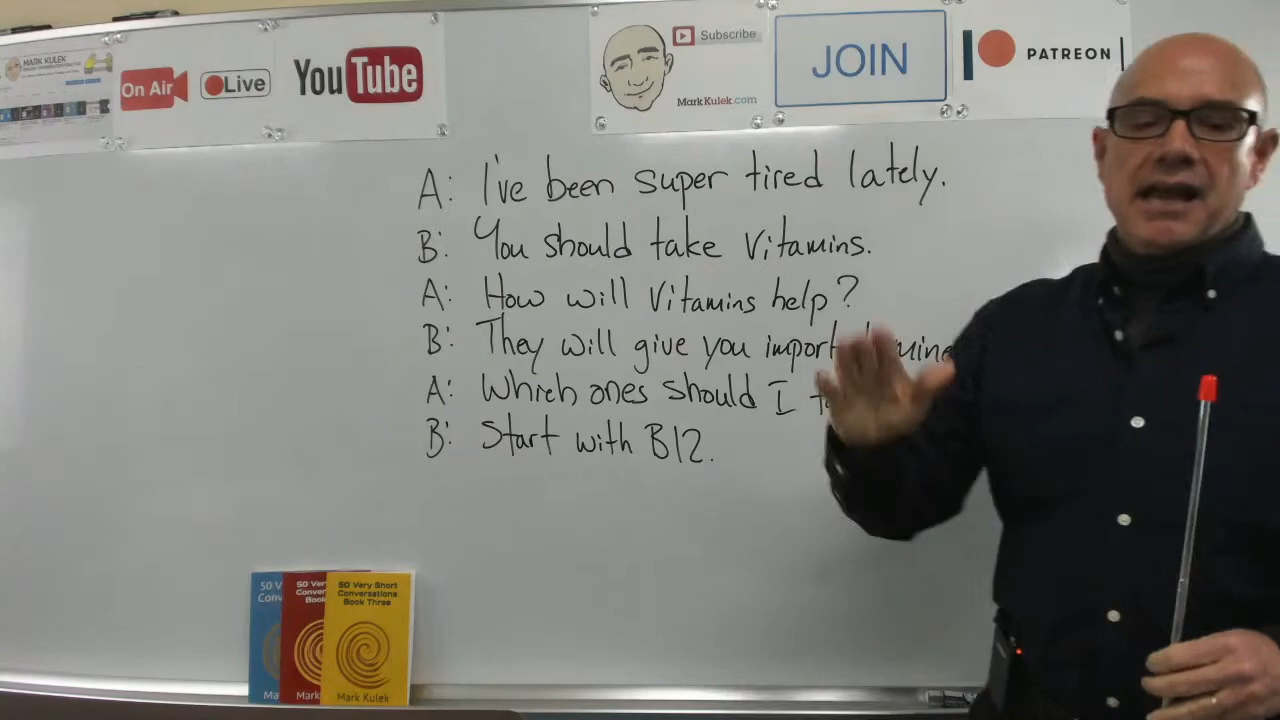 MARK KULEK
On Air
Live
YouTube
Subscribe
MarkKulek.com
JOIN
PATREON
A: I've been super tired lately.
B: You should take vitamins.
A: How will vitamins help?
B: They will give you
A: Which ones should I
B: Start with B12.
50 Very Short
Conversations
Book Three
Mark Kulek